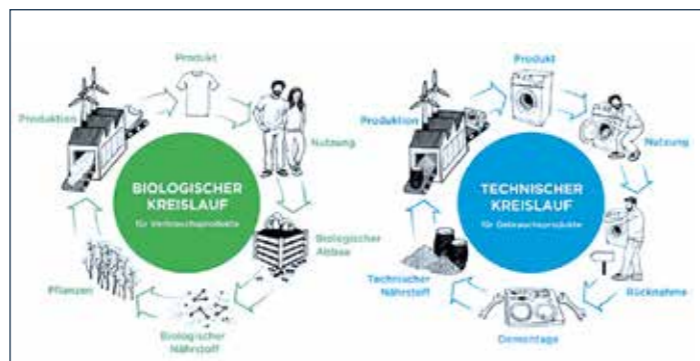 Produkt
Produktion
Nutzung
BIOLOGISCHER
KREISLAUF
für Verbrauchsprodukte
Biologischer
Abbau
Pflanzen
Biologischer
Nährstoff
Produkt
Produktion
Nutzung
TECHNISCHER
KREISLAUF
für Gebrauchsprodukte
Technischer
Nährstoff
Rücknahme
Demontage